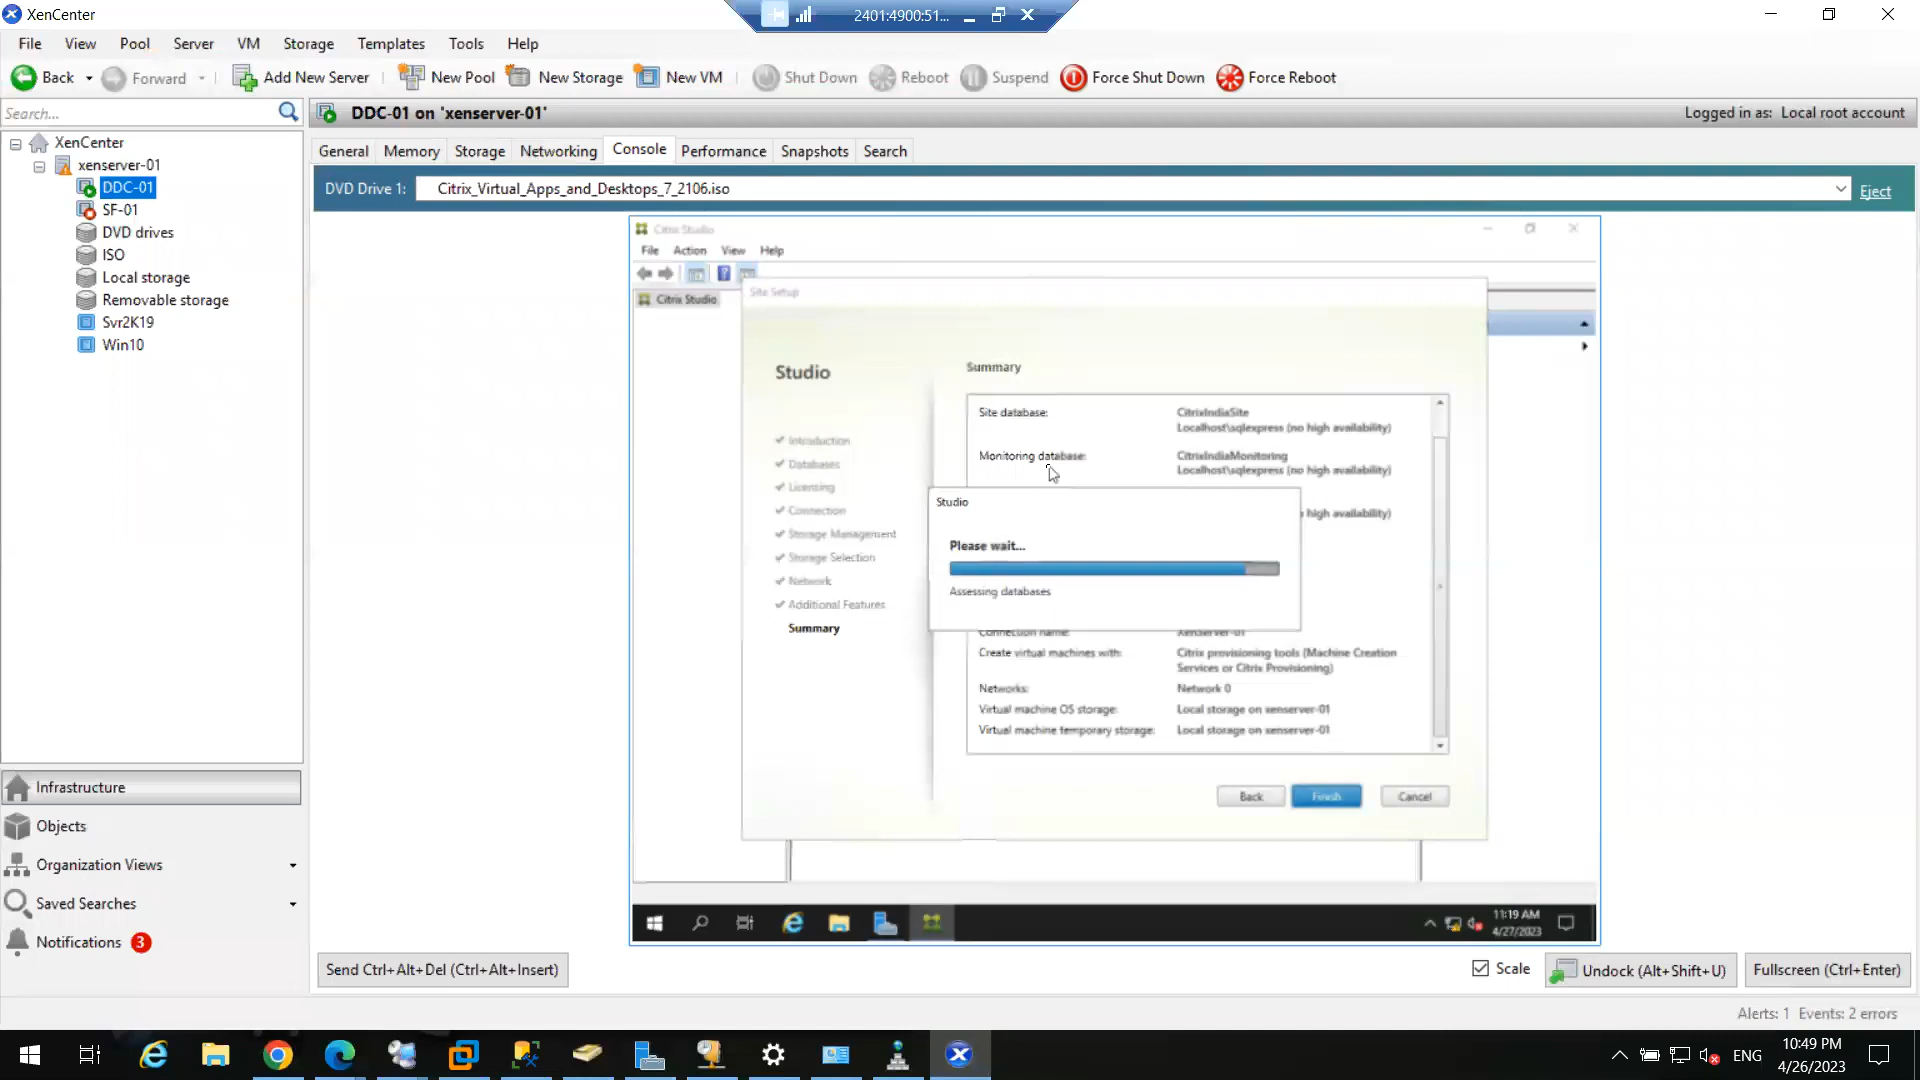 XenCenter
2401:4900:51...
File View Pool Server VM Storage Templates Tools Help
Back Forward Add New Server New Pool New Storage New VM Shut Down Reboot Suspend Force Shut Down Force Reboot
Search...
DDC-01 on 'xenserver-01'
Logged in as: Local root account
XenCenter
xenserver-01
DDC-01
SF-01
DVD drives
ISO
Local storage
Removable storage
Svr2K19
Win10
General Memory Storage Networking Console Performance Snapshots Search
DVD Drive 1: Citrix_Virtual_Apps_and_Desktops_7_2106.iso Eject
Citrix Studio
File Action View Help
Citrix Studio
Site Setup
Studio
Introduction
Databases
Licensing
Connection
Storage Management
Storage Selection
Network
Additional Features
Summary
Summary
Site database: CitrixIndiaSite
Localhost\sqlexpress (no high availability)
Monitoring database: CitrixIndiaMonitoring
Localhost\sqlexpress (no high availability)
high availability)
Studio
Please wait...
Assessing databases
Connection name: XenServer-01
Create virtual machines with: Citrix provisioning tools (Machine Creation
Services or Citrix Provisioning)
Networks: Network 0
Virtual machine OS storage: Local storage on xenserver-01
Virtual machine temporary storage: Local storage on xenserver-01
Back Finish Cancel
11:19 AM
4/27/2023
Infrastructure
Objects
Organization Views
Saved Searches
Notifications 3
Send Ctrl+Alt+Del (Ctrl+Alt+Insert)
Scale
Undock (Alt+Shift+U)
Fullscreen (Ctrl+Enter)
Alerts: 1 Events: 2 errors
ENG
10:49 PM
4/26/2023